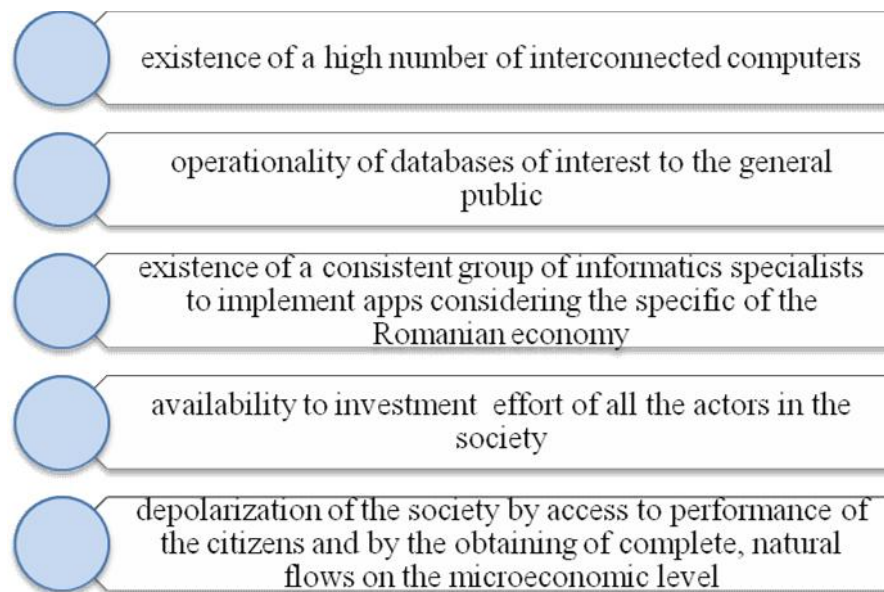 existence of a high number of interconnected computers
operationality of databases of interest to the general
public
existence of a consistent group of informatics specialists
to implement apps considering the specific of the
Romanian economy
availability to investment effort of all the actors in the
society
depolarization of the society by access to performance of
the citizens and by the obtaining of complete, natural
flows on the microeconomic level